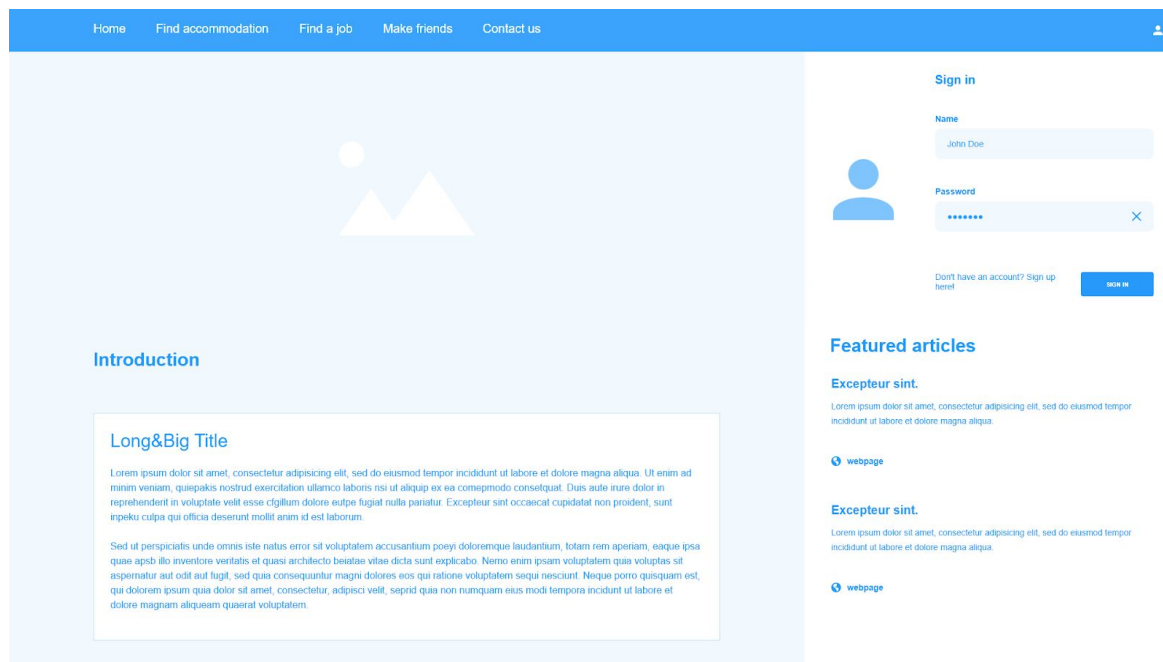 Home Find accommodation Find a job Make friends Contact us
Sign in
Name
John Doe
Password
•••••••
Don't have an account? Sign up
here!
SIGN IN
Introduction
Long&Big Title
Lorem ipsum dolor sit amet, consectetur adipisicing elit, sed do eiusmod tempor incididunt ut labore et dolore magna aliqua. Ut enim ad
minim veniam, quiepakis nostrud exercitation ullamco laboris nsi ut aliquip ex ea comepmodo consetquat. Duis aute irure dolor in
reprehenderit in voluptate velit esse cfgillum dolore eutpe fugiat nulla pariatur. Excepteur sint occaecat cupidatat non proident, sunt
inpeku culpa qui officia deserunt mollit anim id est laborum.
Sed ut perspiciatis unde omnis iste natus error sit voluptatem accusantium poeyi doloremque laudantium, totam rem aperiam, eaque ipsa
quae apsb illo inventore veritatis et quasi architecto beiatae vitae dicta sunt explicabo. Nemo enim ipsam voluptatem quia voluptas sit
aspernatur aut odit aut fugit, sed quia consequuntur magni dolores eos qui ratione voluptatem sequi nesciunt. Neque porro quisquam est,
qui dolorem ipsum quia dolor sit amet, consectetur, adipisci velit, seprid quia non numquam eius modi tempora incidunt ut labore et
dolore magnam aliqueam quaerat voluptatem.
Featured articles
Excepteur sint.
Lorem ipsum dolor sit amet, consectetur adipisicing elit, sed do eiusmod tempor
incididunt ut labore et dolore magna aliqua.
webpage
Excepteur sint.
Lorem ipsum dolor sit amet, consectetur adipisicing elit, sed do eiusmod tempor
incididunt ut labore et dolore magna aliqua.
webpage